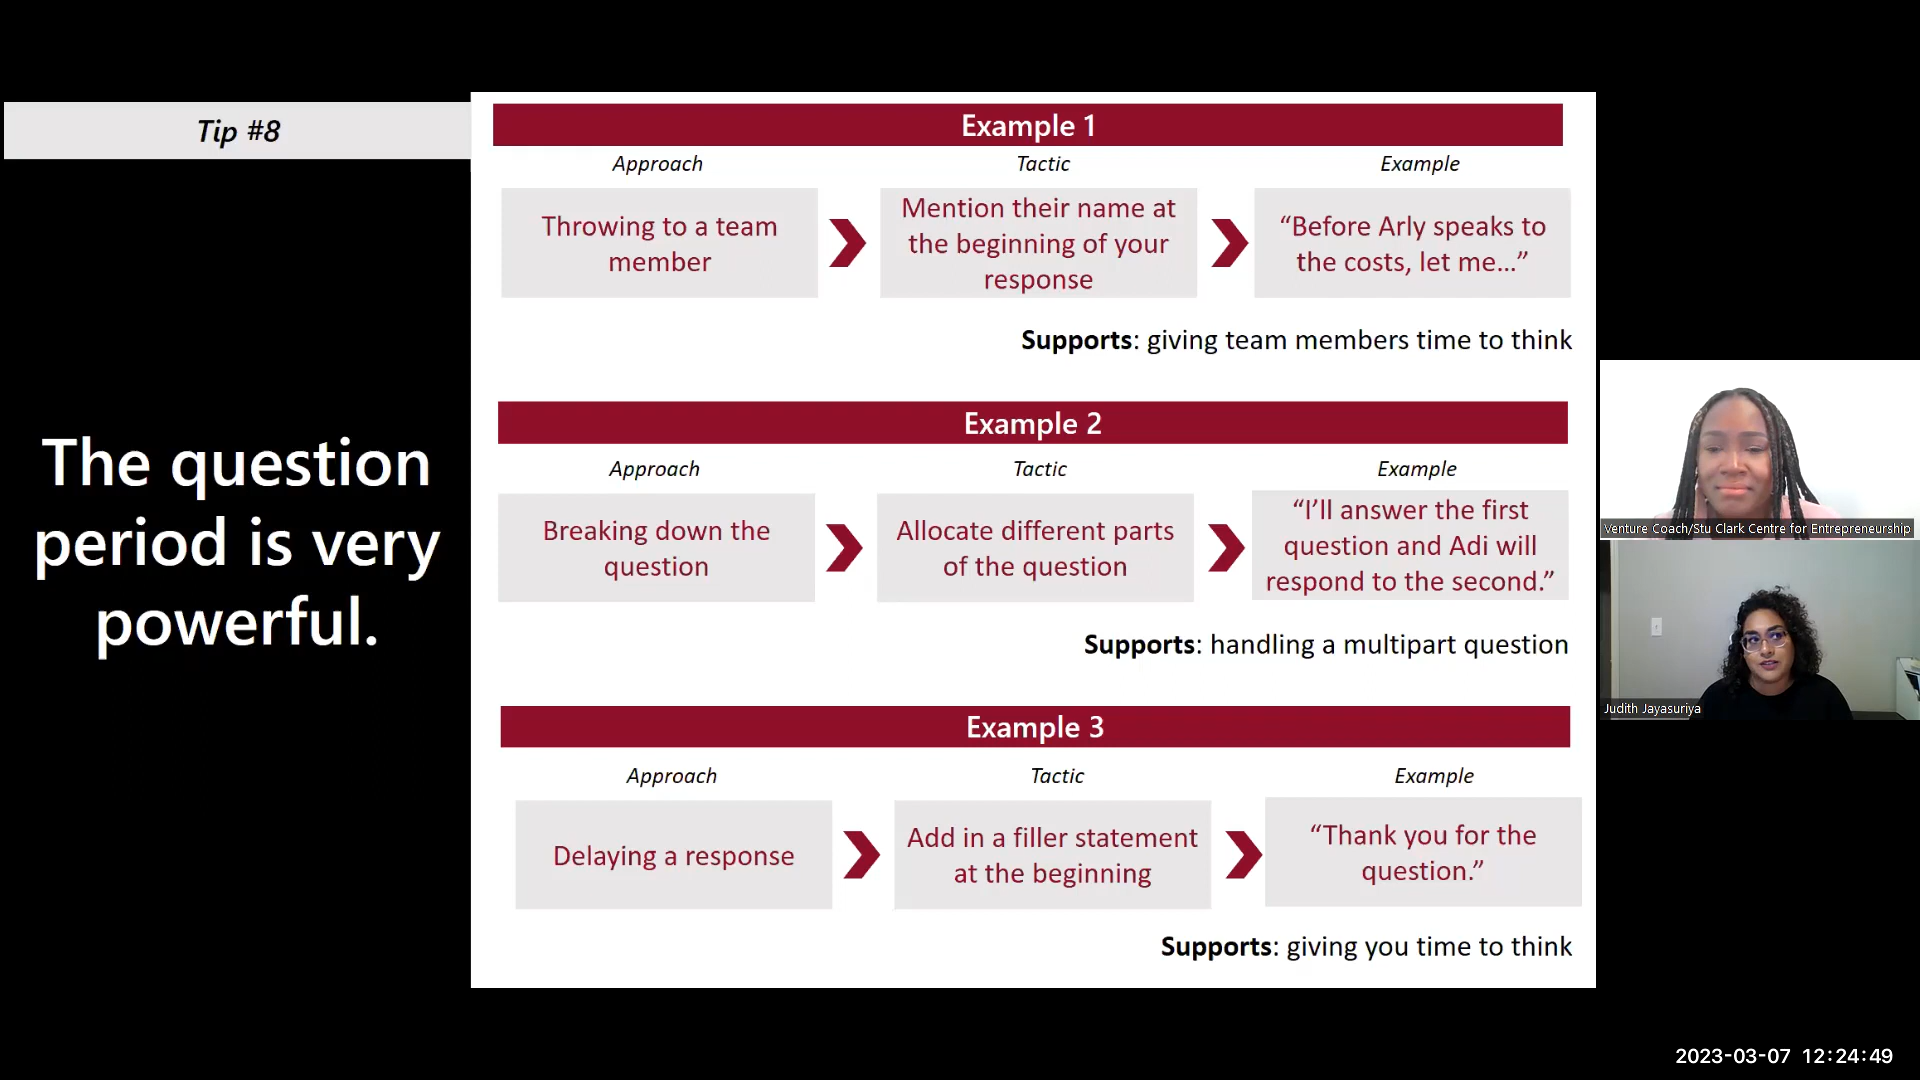 Tip #8
The question
period is very
powerful.
Example 1
Approach
Tactic
Example
Throwing to a team
member
Mention their name at
the beginning of your
response
“Before Arly speaks to
the costs, let me...”
Supports: giving team members time to think
Example 2
Approach
Tactic
Example
Breaking down the
question
Allocate different parts
of the question
“I’ll answer the first
question and Adi will
respond to the second.”
Supports: handling a multipart question
Example 3
Approach
Tactic
Example
Delaying a response
Add in a filler statement
at the beginning
“Thank you for the
question.”
Supports: giving you time to think
Venture Coach/Stu Clark Centre for Entrepreneurship
Judith Jayasuriya
2023-03-07 12:24:49